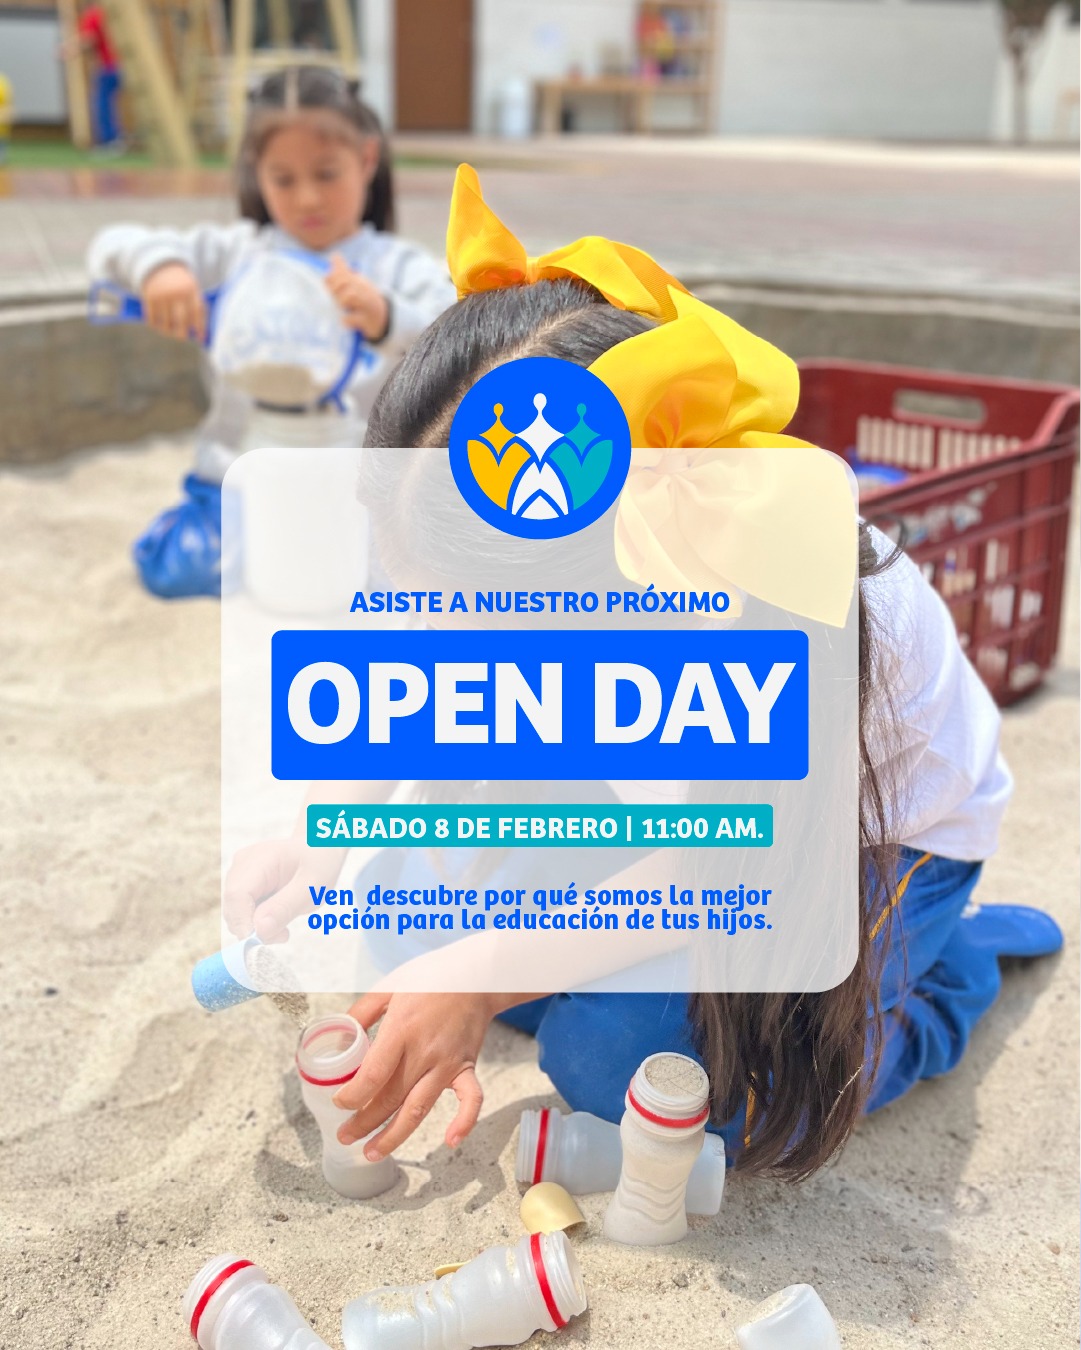 ASISTE A NUESTRO PRÓXIMO
OPEN DAY
SÁBADO 8 DE FEBRERO | 11:00 AM.
Ven descubre por qué somos la mejor
opción para la educación de tus hijos.